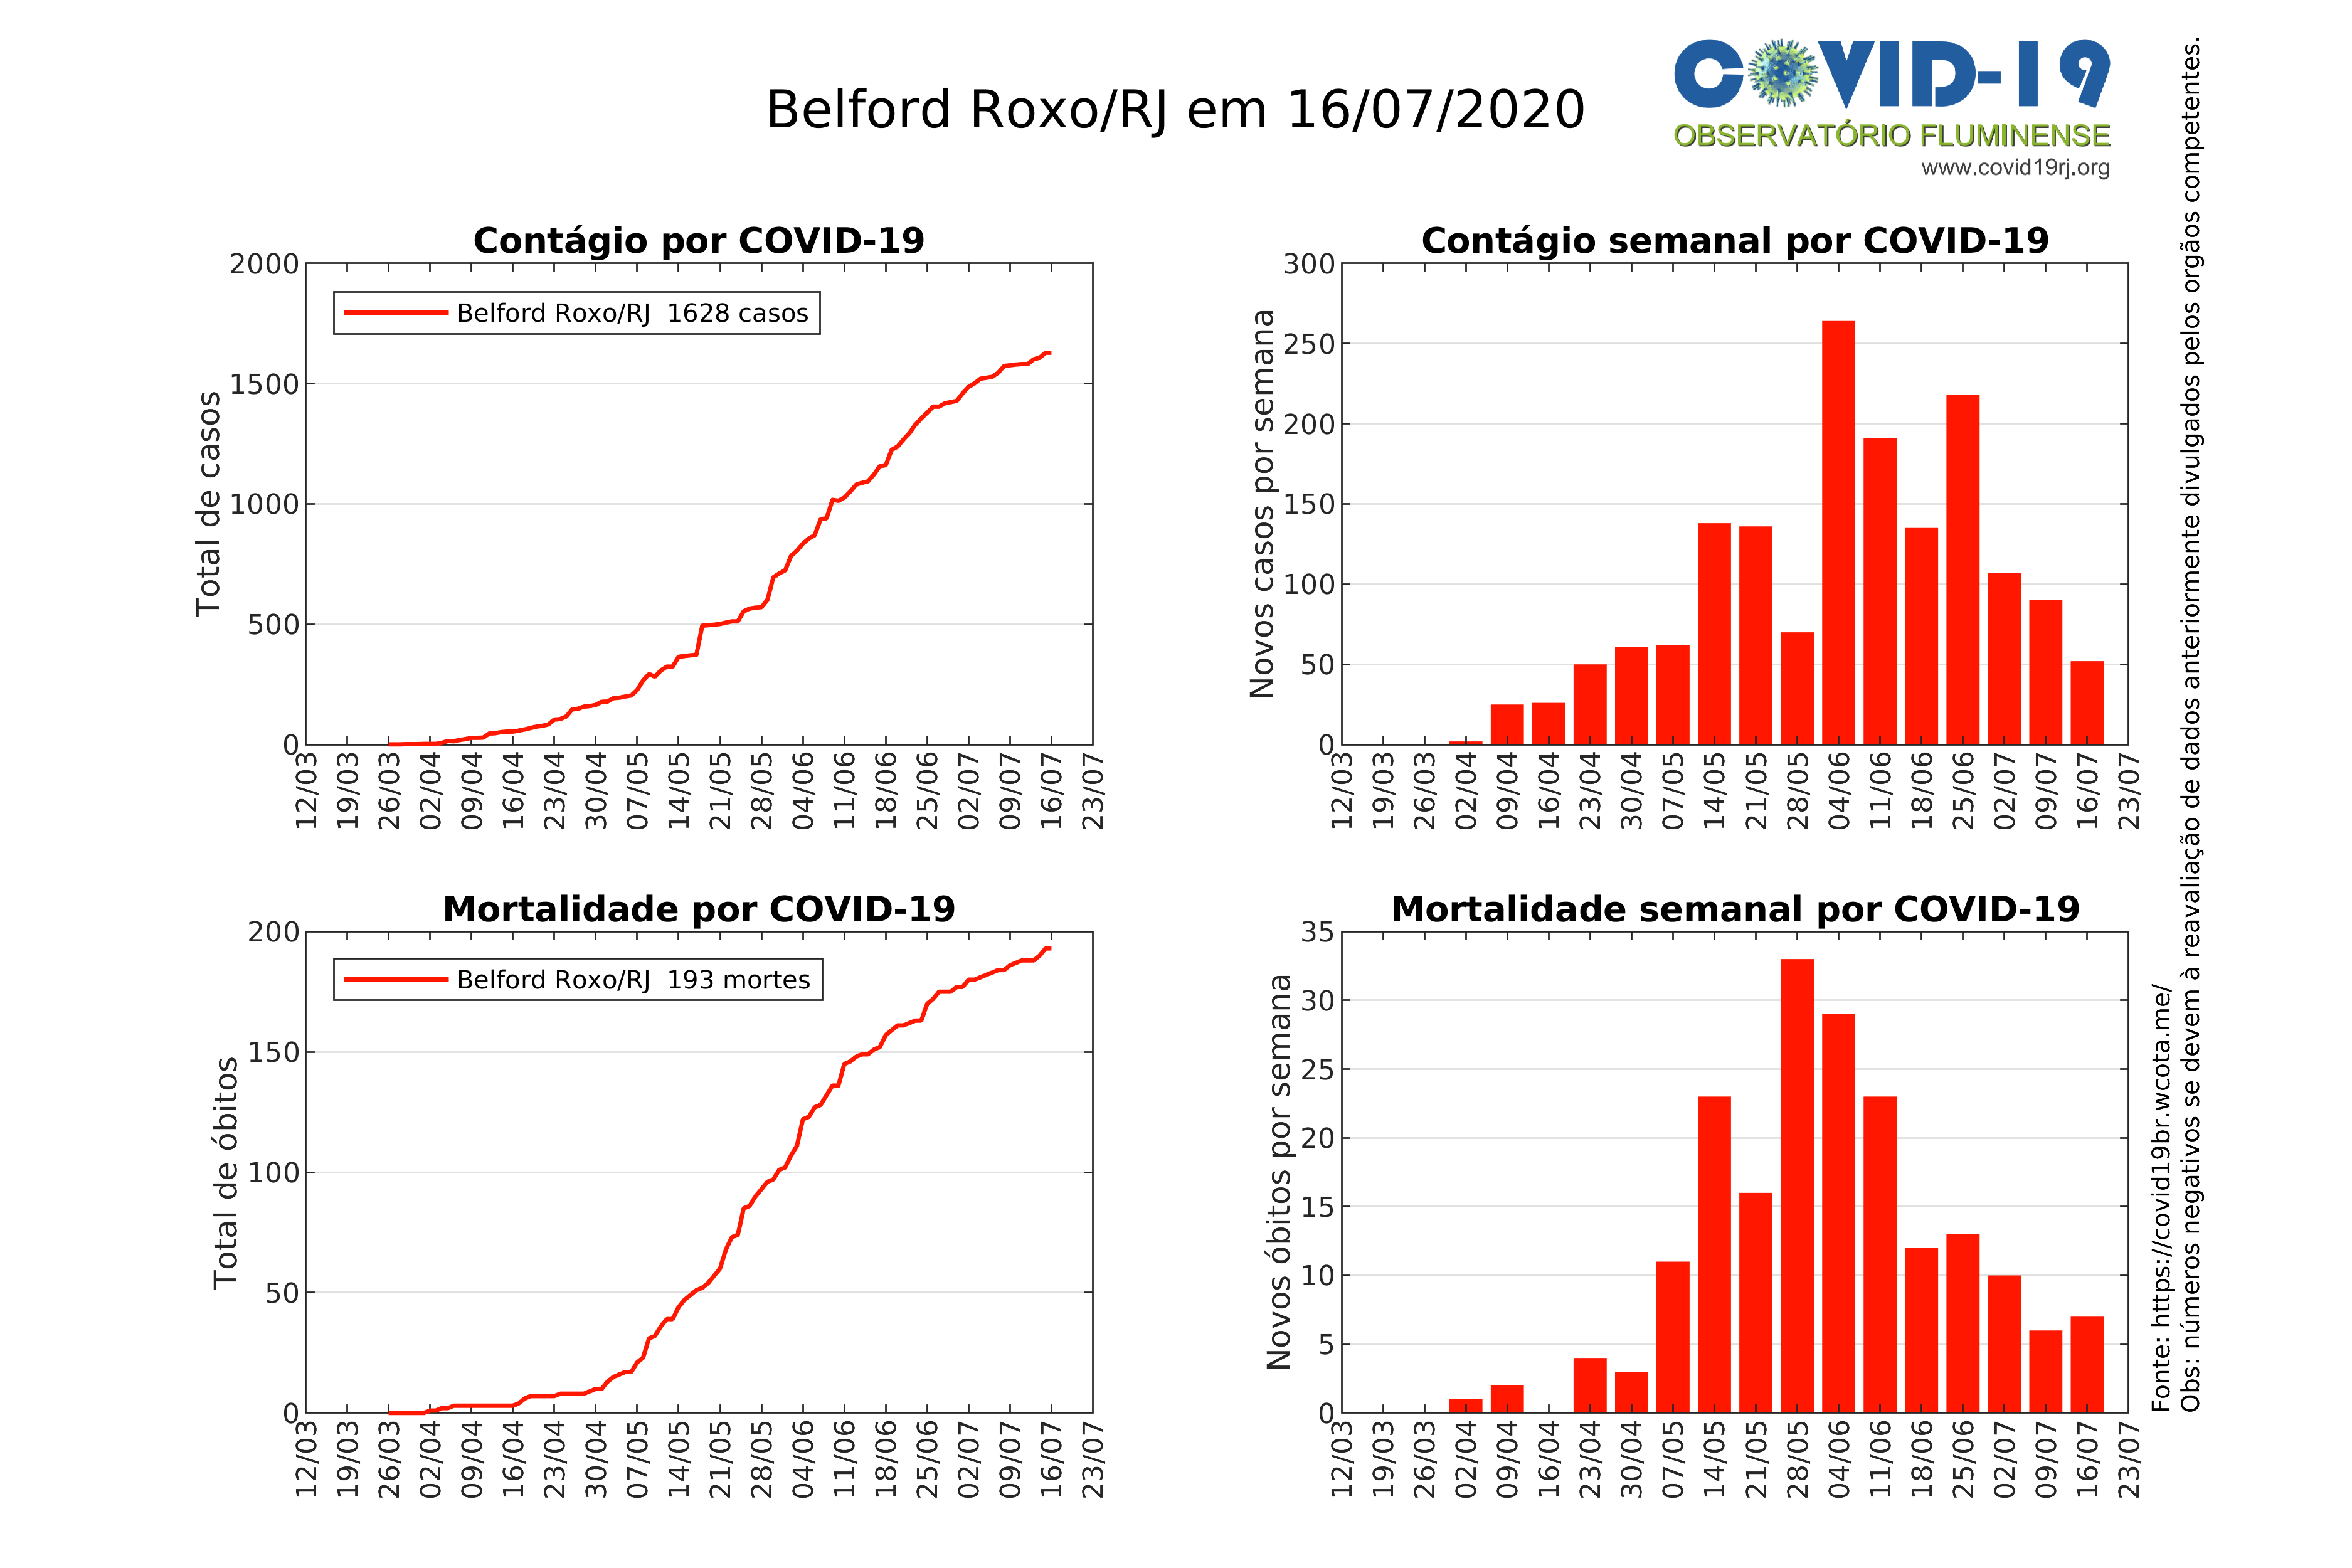 Belford Roxo/RJ em 16/07/2020
COVID-19
OBSERVATÓRIO FLUMINENSE
www.covid19rj.org
Contágio por COVID-19
Total de casos
2000
1500
1000
500
0
Belford Roxo/RJ 1628 casos
12/03 19/03 26/03 02/04 09/04 16/04 23/04 30/04 07/05 14/05 21/05 28/05 04/06 11/06 18/06 25/06 02/07 09/07 16/07 23/07
Contágio semanal por COVID-19
Novos casos por semana
300
250
200
150
100
50
0
12/03 19/03 26/03 02/04 09/04 16/04 23/04 30/04 07/05 14/05 21/05 28/05 04/06 11/06 18/06 25/06 02/07 09/07 16/07 23/07
Mortalidade por COVID-19
Total de óbitos
200
150
100
50
0
Belford Roxo/RJ 193 mortes
12/03 19/03 26/03 02/04 09/04 16/04 23/04 30/04 07/05 14/05 21/05 28/05 04/06 11/06 18/06 25/06 02/07 09/07 16/07 23/07
Mortalidade semanal por COVID-19
Novos óbitos por semana
35
30
25
20
15
10
5
0
12/03 19/03 26/03 02/04 09/04 16/04 23/04 30/04 07/05 14/05 21/05 28/05 04/06 11/06 18/06 25/06 02/07 09/07 16/07 23/07
Fonte: https://covid19br.wcota.me/
Obs: números negativos se devem à reavaliação de dados anteriormente divulgados pelos orgãos competentes.